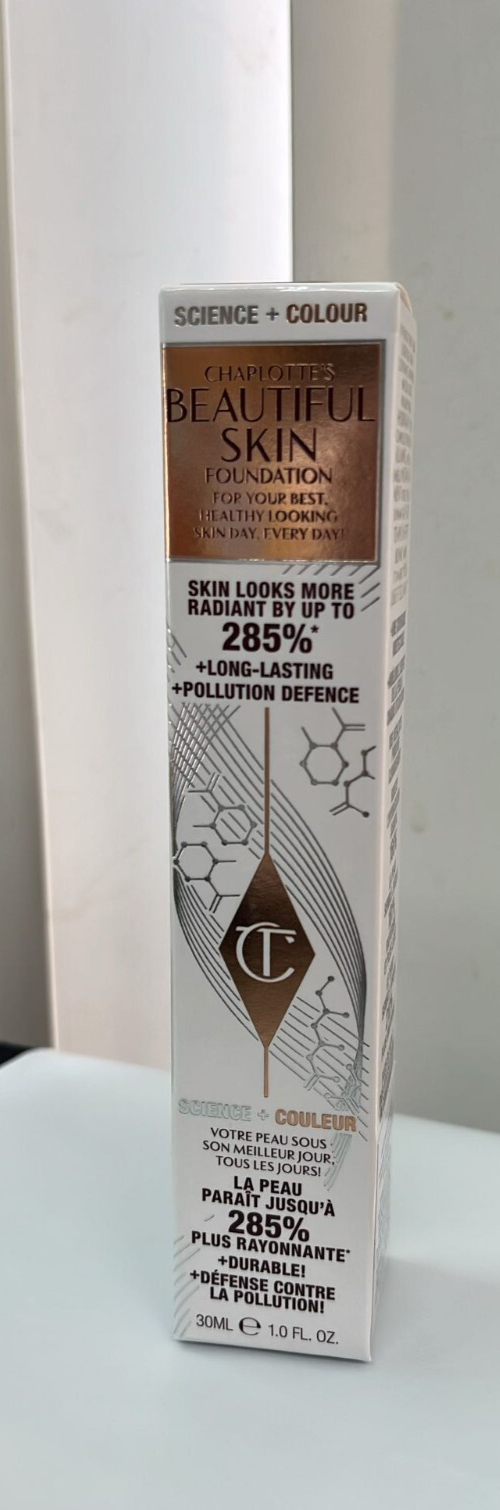 SCIENCE + COLOUR
CHARLOTTE'S
BEAUTIFUL
SKIN
FOUNDATION
FOR YOUR BEST,
HEALTHY LOOKING
SKIN DAY, EVERY DAY!
SKIN LOOKS MORE
RADIANT BY UP TO
285%*
+LONG-LASTING
+POLLUTION DEFENCE
CT
SCIENCE + COULEUR
VOTRE PEAU SOUS
SON MEILLEUR JOUR,
TOUS LES JOURS!
LA PEAU
PARAÎT JUSQU'À
285%
PLUS RAYONNANTE*
+DURABLE!
+DÉFENSE CONTRE
LA POLLUTION!
30ML ℮ 1.0 FL. OZ.